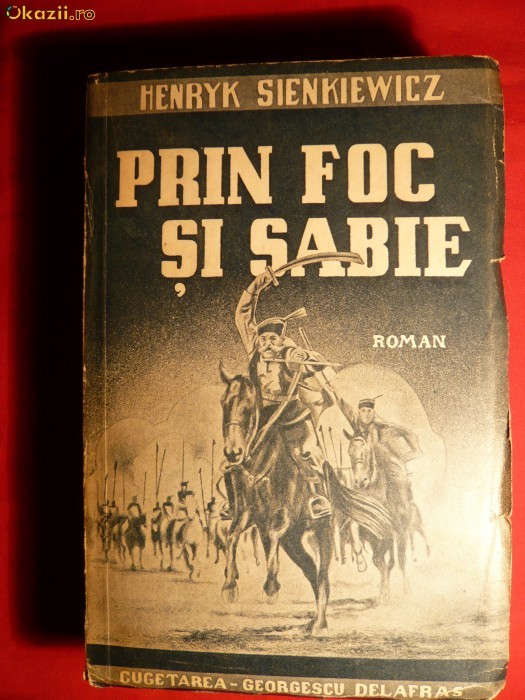 Okazii.ro
HENRYK SIENKIEWICZ
PRIN FOC
ȘI SABIE
ROMAN
CUGETAREA - GEORGESCU DELAFRAS